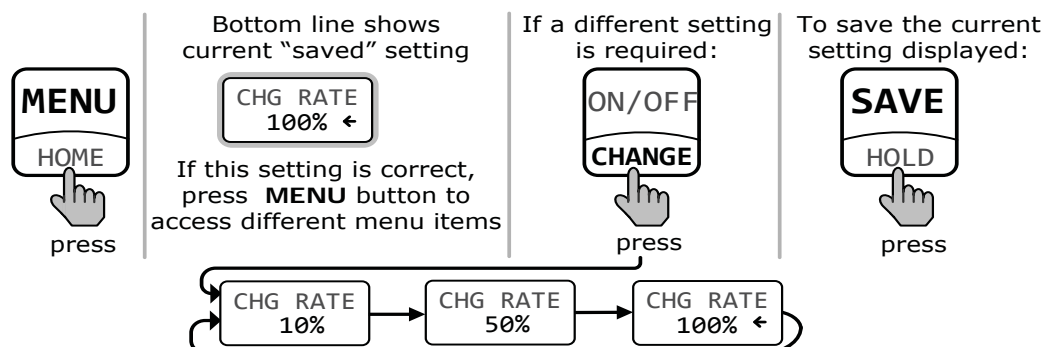 MENU
HOME
press
Bottom line shows
current “saved” setting
CHG RATE
100% ←
If this setting is correct,
press MENU button to
access different menu items
If a different setting
is required:
ON/OFF
CHANGE
press
To save the current
setting displayed:
SAVE
HOLD
press
CHG RATE
10%
CHG RATE
50%
CHG RATE
100% ←